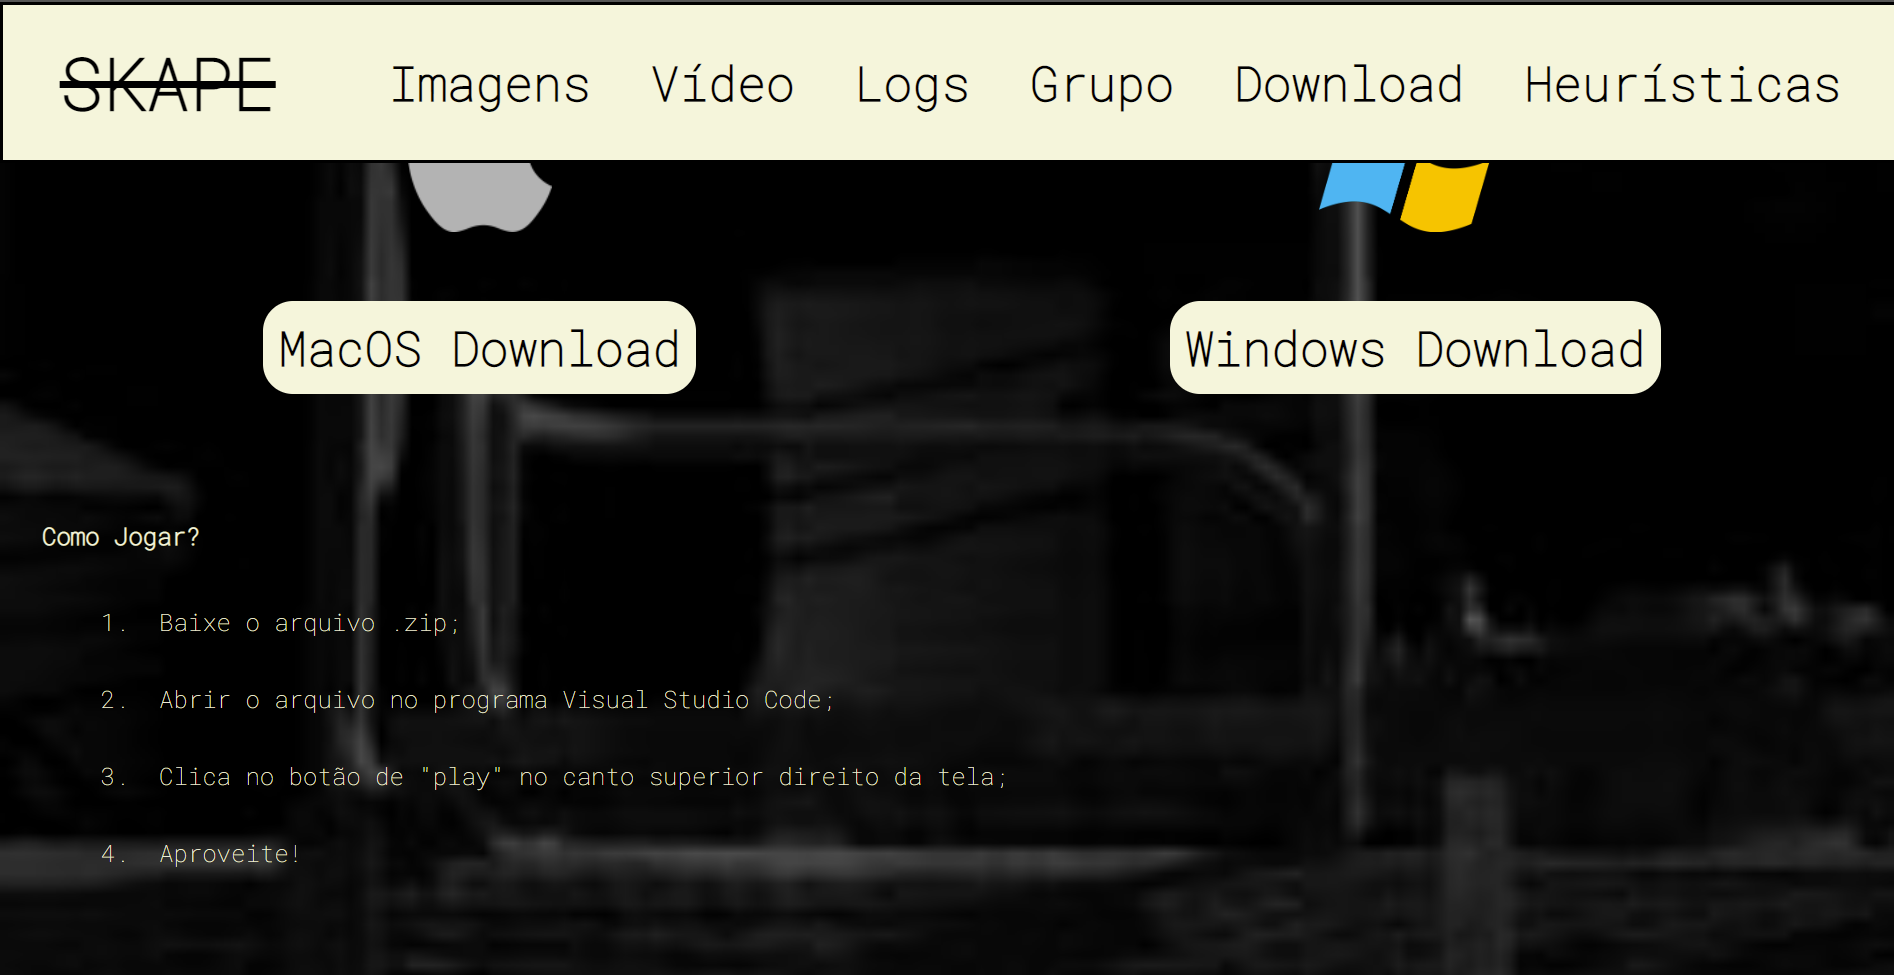 SKAPE Imagens Vídeo Logs Grupo Download Heurísticas
MacOS Download Windows Download
Como Jogar?
1. Baixe o arquivo .zip;
2. Abrir o arquivo no programa Visual Studio Code;
3. Clica no botão de "play" no canto superior direito da tela;
4. Aproveite!